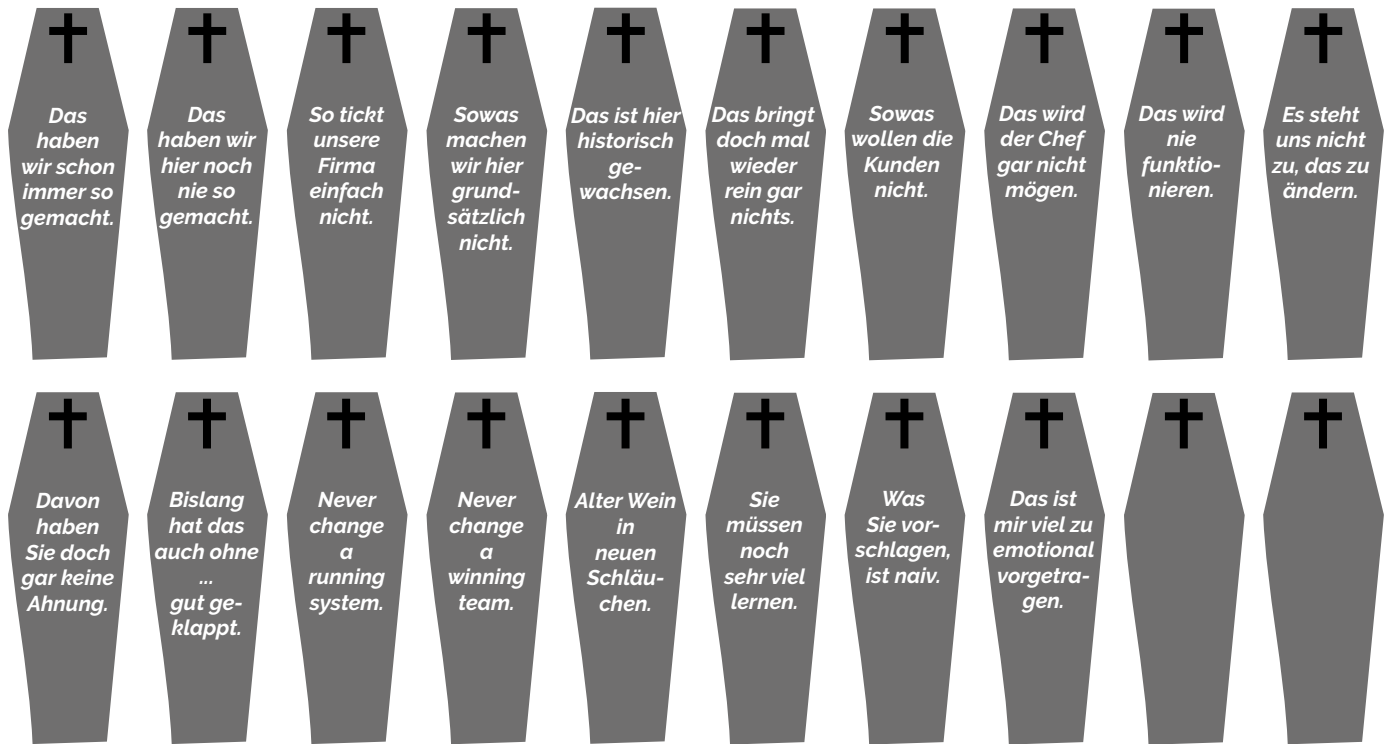 Das
haben
wir schon
immer so
gemacht.
Das
haben wir
hier noch
nie so
gemacht.
So tickt
unsere
Firma
einfach
nicht.
Sowas
machen
wir hier
grund-
sätzlich
nicht.
Das ist hier
historisch
ge-
wachsen.
Das bringt
doch mal
wieder
rein gar
nichts.
Sowas
wollen die
Kunden
nicht.
Das wird
der Chef
gar nicht
mögen.
Das wird
nie
funktio-
nieren.
Es steht
uns nicht
zu, das zu
ändern.
Davon
haben
Sie doch
gar keine
Ahnung.
Bislang
hat das
auch ohne
...
gut ge-
klappt.
Never
change
a
running
system.
Never
change
a
winning
team.
Alter Wein
in
neuen
Schläu-
chen.
Sie
müssen
noch
sehr viel
lernen.
Was
Sie vor-
schlagen,
ist naiv.
Das ist
mir viel zu
emotional
vorgetra-
gen.